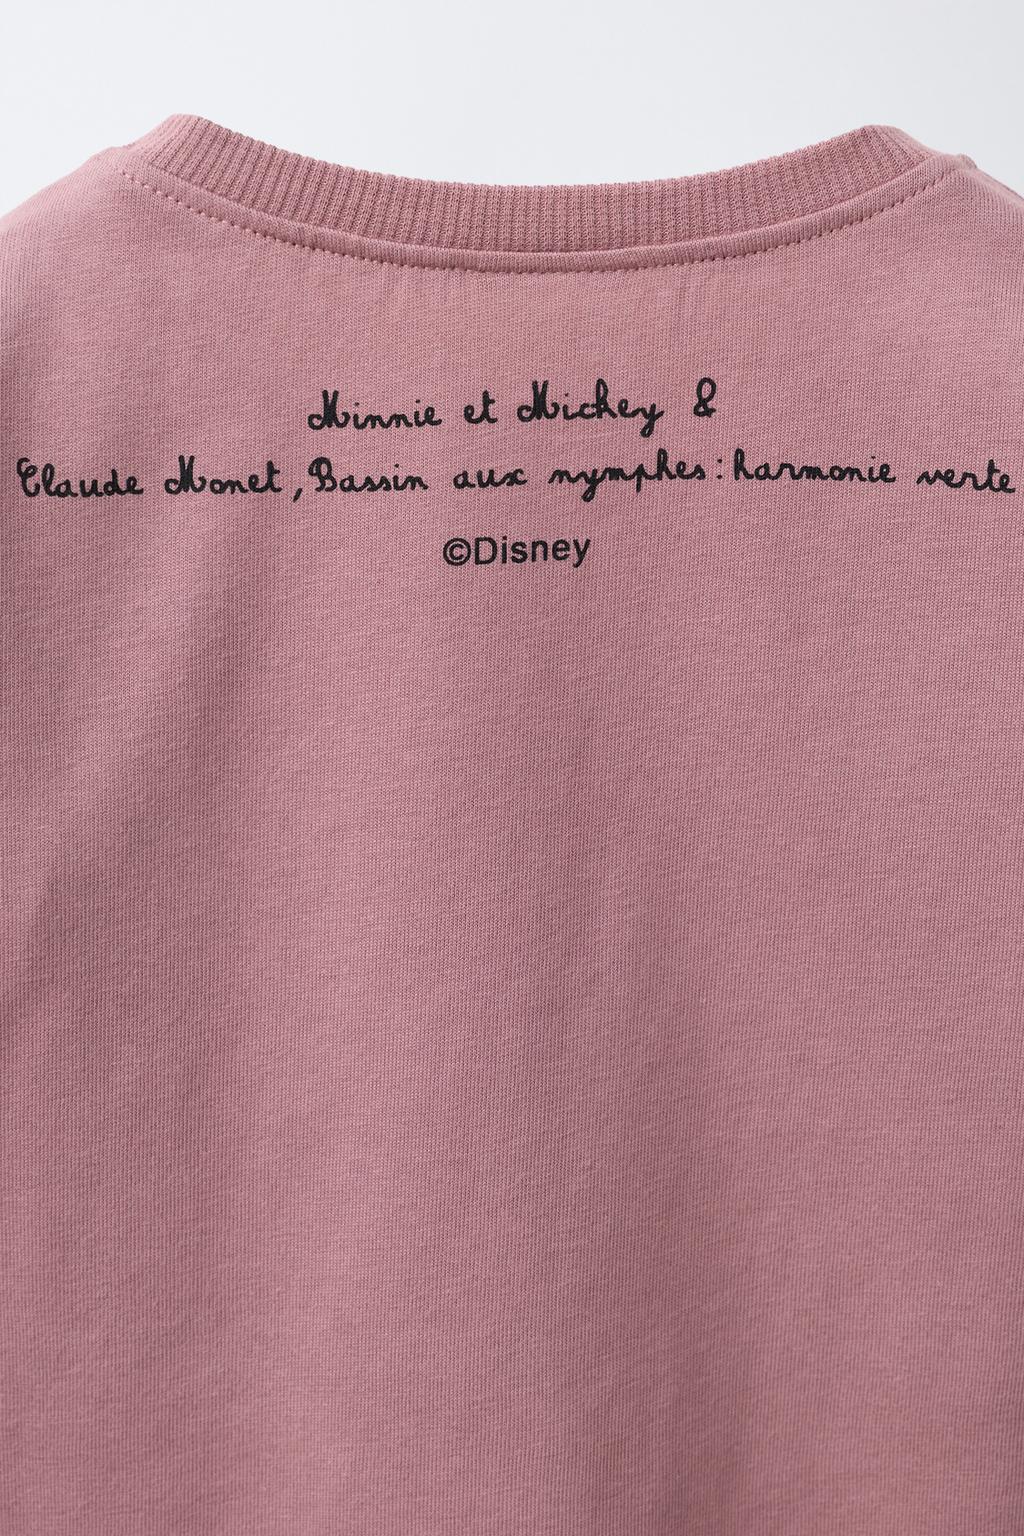 Minnie et Mickey &
Claude Monet, Bassin aux nymphes: harmonie verte
©Disney